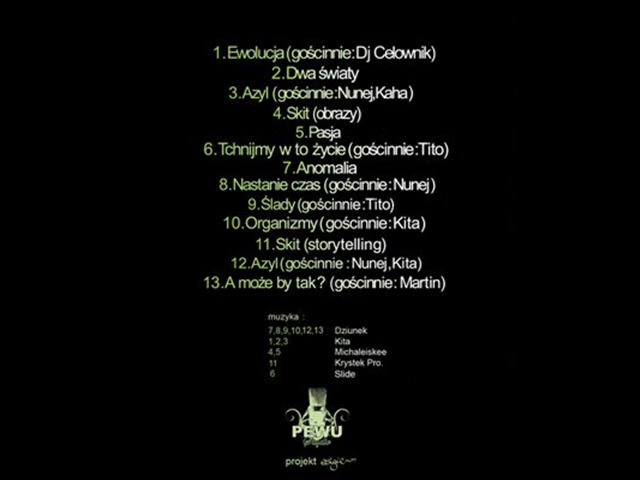 1.Ewolucja (gościnnie: Dj Celownik)
2.Dwa światy
3.Azyl (gościnnie:Nunej,Kaha)
4.Skit (obrazy)
5.Pasja
6.Tchnijmy w to życie (gościnnie:Tito)
7.Anomalia
8.Nastanie czas (gościnnie: Nunej)
9.Ślady (gościnnie:Tito)
10.Organizmy (gościnnie: Kita)
11.Skit (storytelling)
12.Azyl (gościnnie : Nunej,Kita)
13.A może by tak? (gościnnie: Martin)
muzyka :
7,8,9,10,12,13 Dziunek
1,2,3 Kita
4,5 Michaleiskee
11 Krystek Pro.
6 Slide
PEWU
projekt